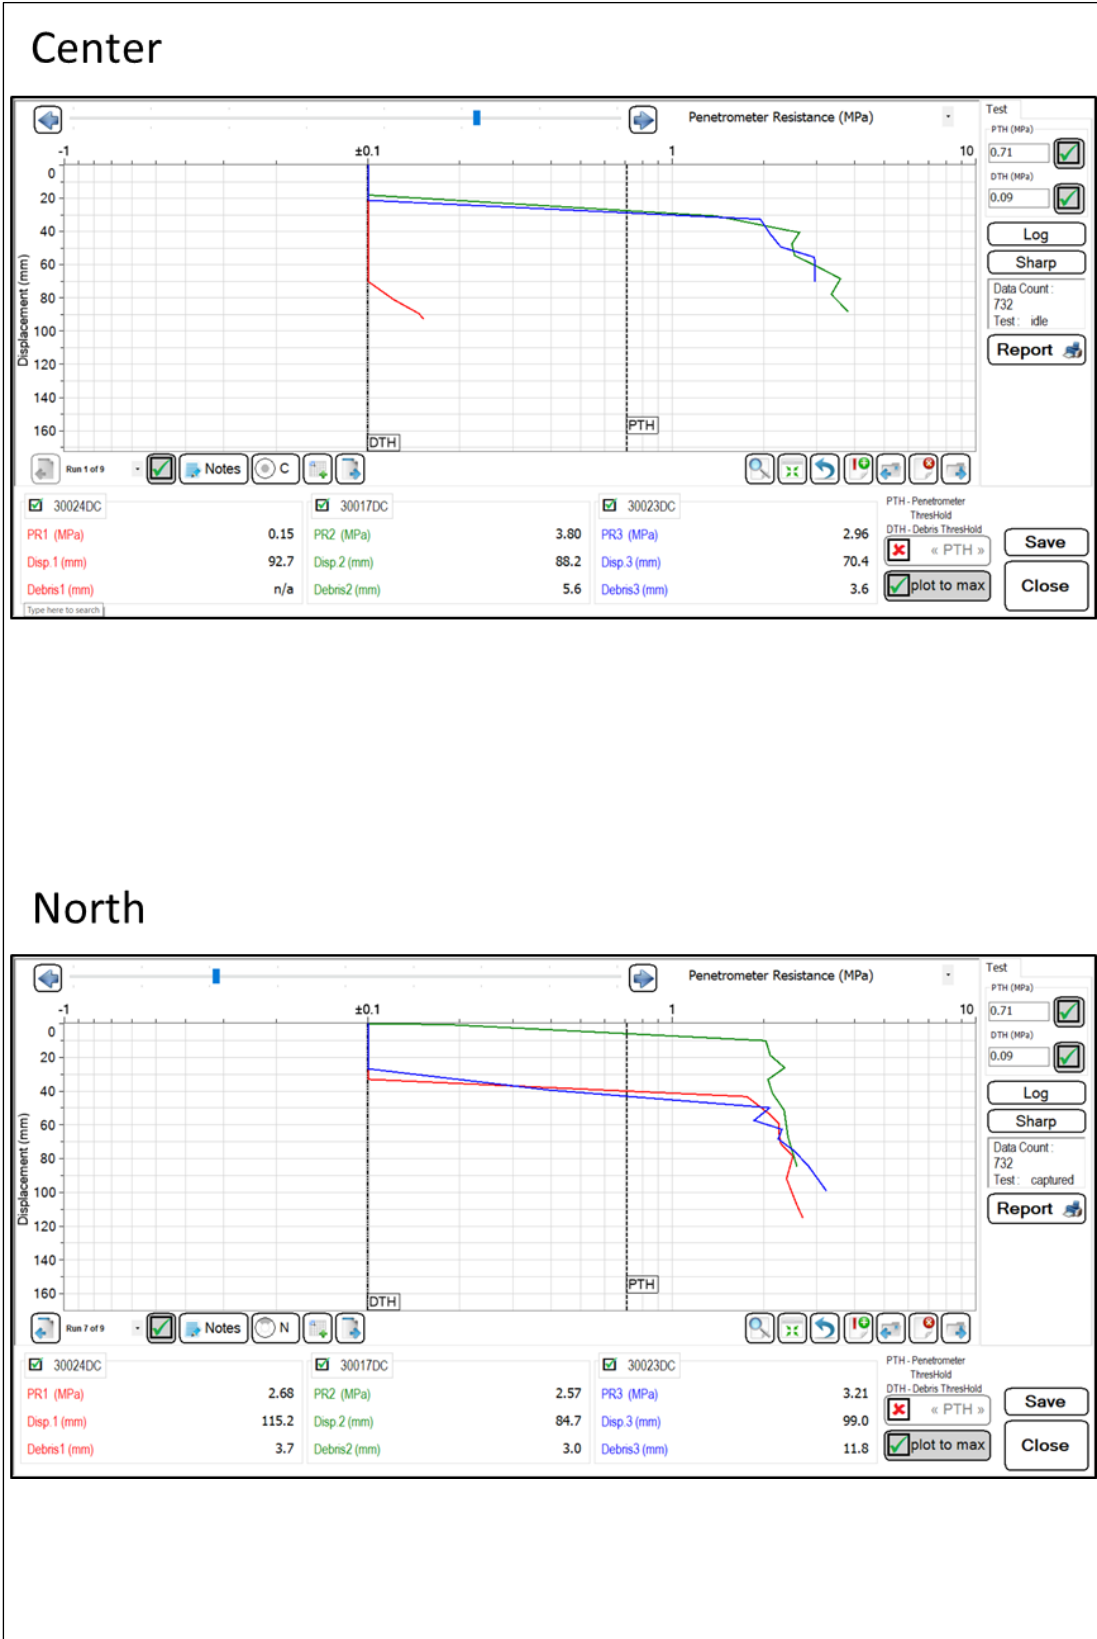 Center
Penetrometer Resistance (MPa)
Test
PTH (MPa)
0.71
DTH (MPa)
0.09
Log
Sharp
Data Count :
732
Test : idle
Report
-1 ±0.1 1 10
Displacement (mm)
0
20
40
60
80
100
120
140
160
DTH
PTH
Run 1 of 9
Notes
C
30024DC 30017DC 30023DC
PR1 (MPa) 0.15 PR2 (MPa) 3.80 PR3 (MPa) 2.96
Disp.1 (mm) 92.7 Disp.2 (mm) 88.2 Disp.3 (mm) 70.4
Debris1 (mm) n/a Debris2 (mm) 5.6 Debris3 (mm) 3.6
Type here to search
PTH - Penetrometer
ThresHold
DTH - Debris ThresHold
« PTH »
plot to max
Save
Close
North
Penetrometer Resistance (MPa)
Test
PTH (MPa)
0.71
DTH (MPa)
0.09
Log
Sharp
Data Count :
732
Test : captured
Report
-1 ±0.1 1 10
Displacement (mm)
0
20
40
60
80
100
120
140
160
DTH
PTH
Run 7 of 9
Notes
N
30024DC 30017DC 30023DC
PR1 (MPa) 2.68 PR2 (MPa) 2.57 PR3 (MPa) 3.21
Disp.1 (mm) 115.2 Disp.2 (mm) 84.7 Disp.3 (mm) 99.0
Debris1 (mm) 3.7 Debris2 (mm) 3.0 Debris3 (mm) 11.8
PTH - Penetrometer
ThresHold
DTH - Debris ThresHold
« PTH »
plot to max
Save
Close